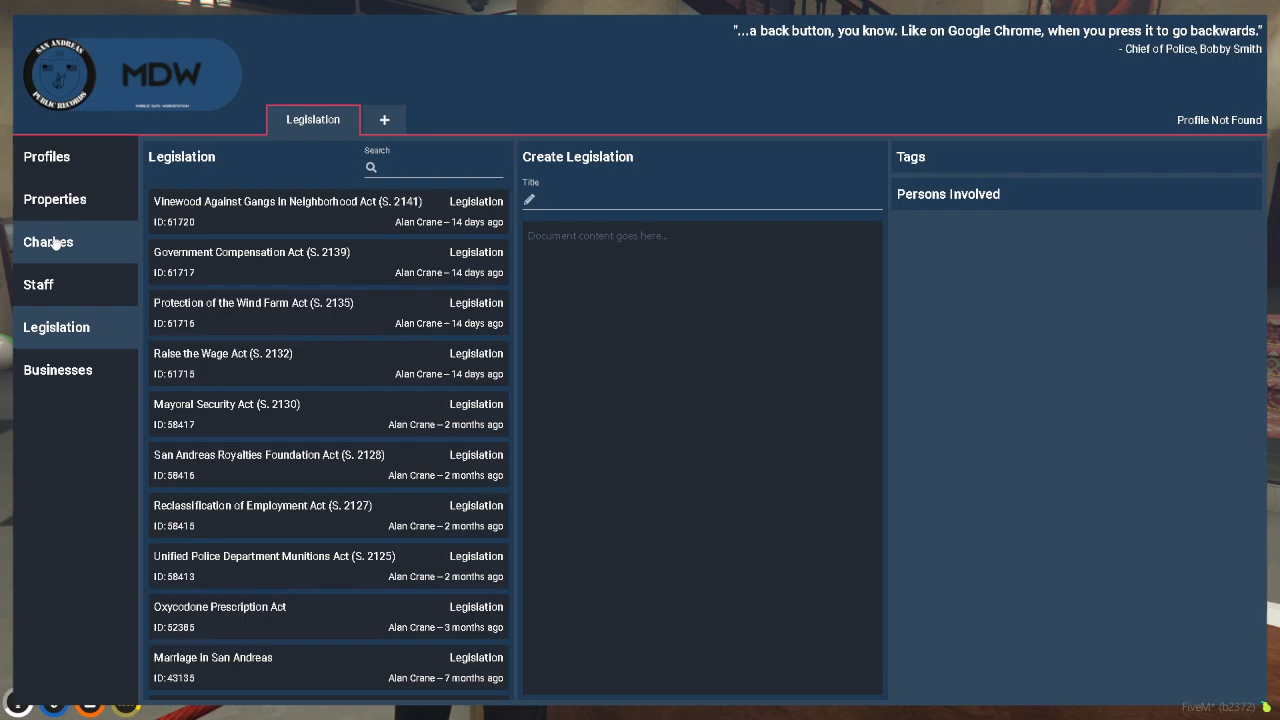 "...a back button, you know. Like on Google Chrome, when you press it to go backwards."
- Chief of Police, Bobby Smith
SAN ANDREAS
PUBLIC RECORDS
MDW
MOBILE DATA WORKSTATION
Legislation
+
Profile Not Found
Profiles
Properties
Charges
Staff
Legislation
Businesses
Legislation
Search
Vinewood Against Gangs in Neighborhood Act (S. 2141) Legislation
ID: 61720 Alan Crane – 14 days ago
Government Compensation Act (S. 2139) Legislation
ID: 61717 Alan Crane – 14 days ago
Protection of the Wind Farm Act (S. 2135) Legislation
ID: 61716 Alan Crane – 14 days ago
Raise the Wage Act (S. 2132) Legislation
ID: 61715 Alan Crane – 14 days ago
Mayoral Security Act (S. 2130) Legislation
ID: 58417 Alan Crane – 2 months ago
San Andreas Royalties Foundation Act (S. 2128) Legislation
ID: 58416 Alan Crane – 2 months ago
Reclassification of Employment Act (S. 2127) Legislation
ID: 58415 Alan Crane – 2 months ago
Unified Police Department Munitions Act (S. 2125) Legislation
ID: 58413 Alan Crane – 2 months ago
Oxycodone Prescription Act Legislation
ID: 52385 Alan Crane – 3 months ago
Marriage in San Andreas Legislation
ID: 43135 Alan Crane – 7 months ago
Create Legislation
Title
Document content goes here...
Tags
Persons Involved
FiveM* (b2372)